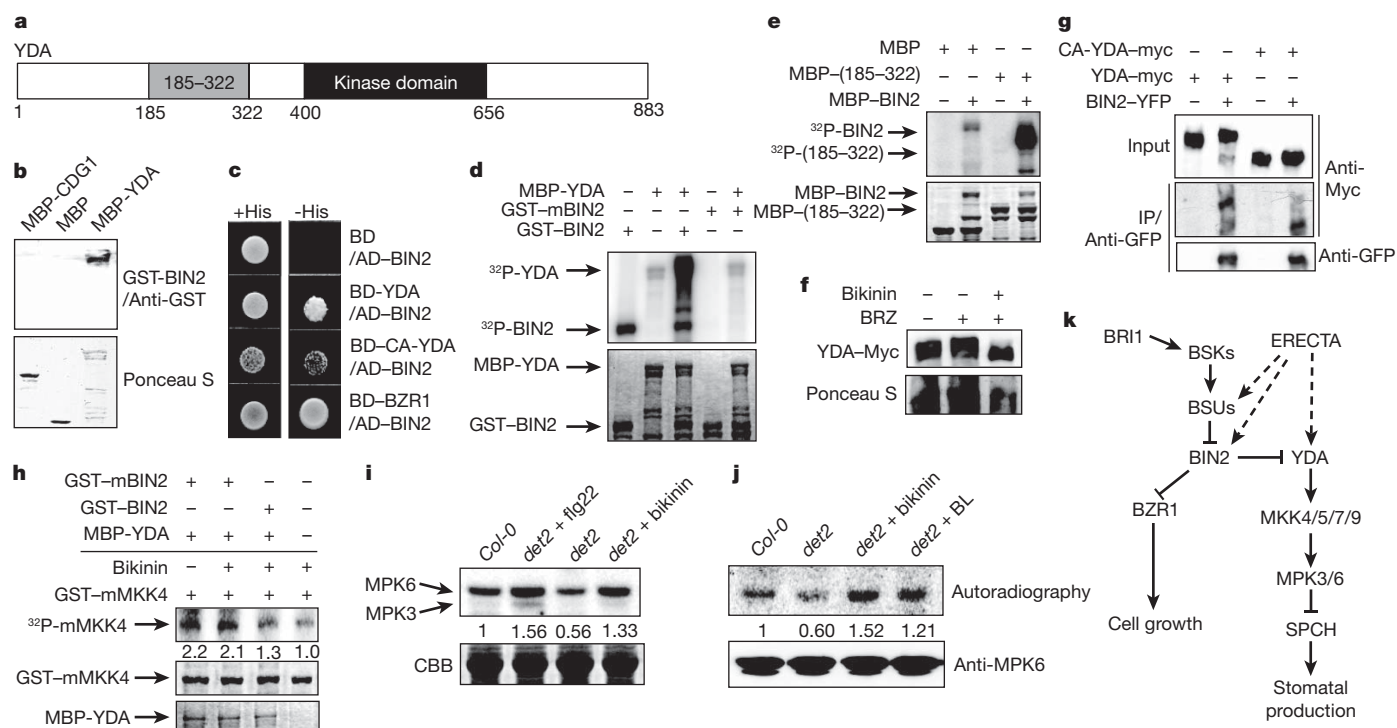 a
YDA
185–322
Kinase domain
1 185 322 400 656 883
b
MBP-CDG1
MBP
MBP-YDA
GST-BIN2
/Anti-GST
Ponceau S
c
+His -His
BD
/AD–BIN2
BD-YDA
/AD–BIN2
BD–CA-YDA
/AD–BIN2
BD–BZR1
/AD–BIN2
d
MBP-YDA – + + – +
GST–mBIN2 – – – + +
GST–BIN2 + – + – –
32P-YDA
32P-BIN2
MBP–YDA
GST–BIN2
e
MBP + + – –
MBP–(185–322) – – + +
MBP–BIN2 – + – +
32P-BIN2
32P-(185–322)
MBP–BIN2
MBP–(185–322)
f
Bikinin – – +
BRZ – + +
YDA–Myc
Ponceau S
g
CA-YDA–myc – – + +
YDA–myc + + – –
BIN2–YFP – + – +
Input
IP/
Anti-GFP
Anti-
Myc
Anti-GFP
h
GST–mBIN2 + + – –
GST–BIN2 – – + –
MBP–YDA + + + –
Bikinin – + + +
GST–mMKK4 + + + +
32P-mMKK4
2.2 2.1 1.3 1.0
GST–mMKK4
MBP-YDA
i
Col-0
det2 + flg22
det2
det2 + bikinin
MPK6
MPK3
1 1.56 0.56 1.33
CBB
j
Col-0
det2
det2 + bikinin
det2 + BL
Autoradiography
1 0.60 1.52 1.21
Anti-MPK6
k
BRI1
BSKs
ERECTA
BSUs
BIN2
YDA
BZR1
MKK4/5/7/9
MPK3/6
Cell growth
SPCH
Stomatal
production